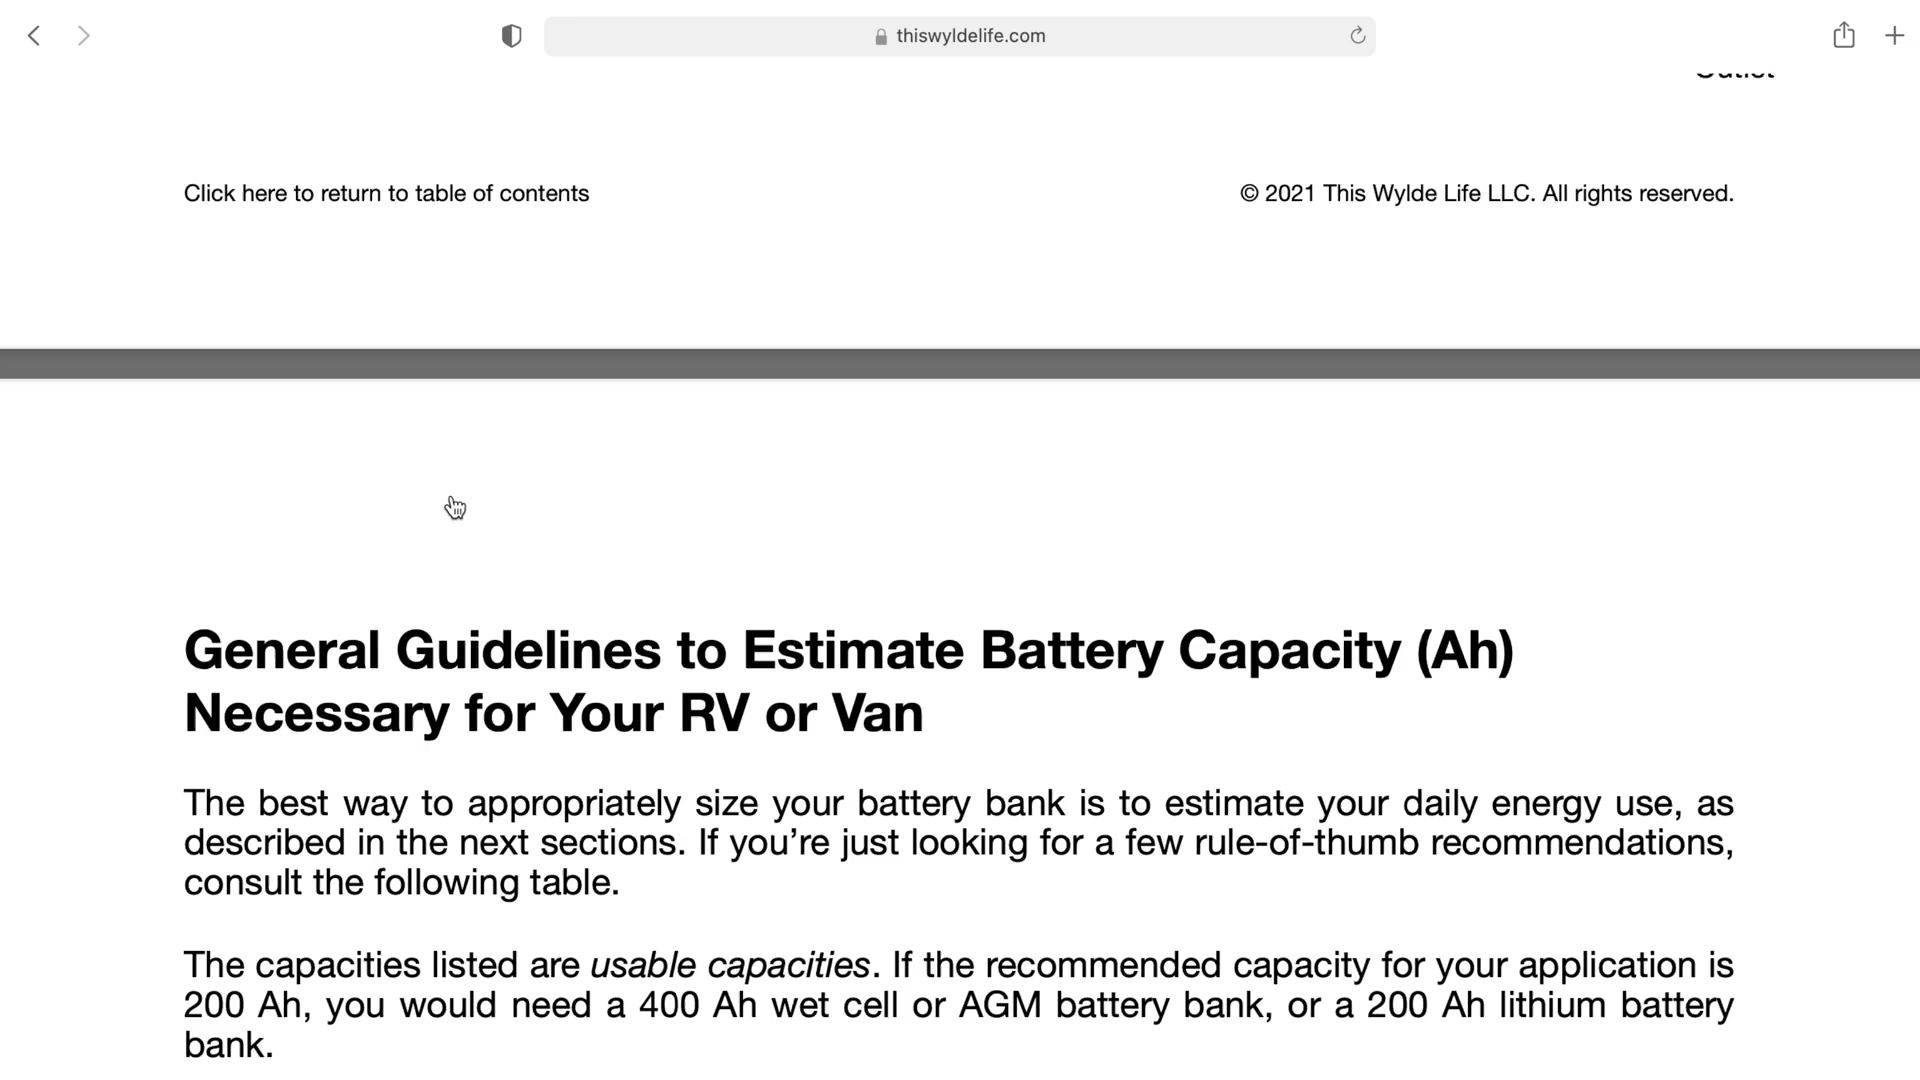 thiswyldelife.com
Outlet
Click here to return to table of contents
© 2021 This Wylde Life LLC. All rights reserved.
General Guidelines to Estimate Battery Capacity (Ah)
Necessary for Your RV or Van
The best way to appropriately size your battery bank is to estimate your daily energy use, as
described in the next sections. If you’re just looking for a few rule-of-thumb recommendations,
consult the following table.
The capacities listed are usable capacities. If the recommended capacity for your application is
200 Ah, you would need a 400 Ah wet cell or AGM battery bank, or a 200 Ah lithium battery
bank.